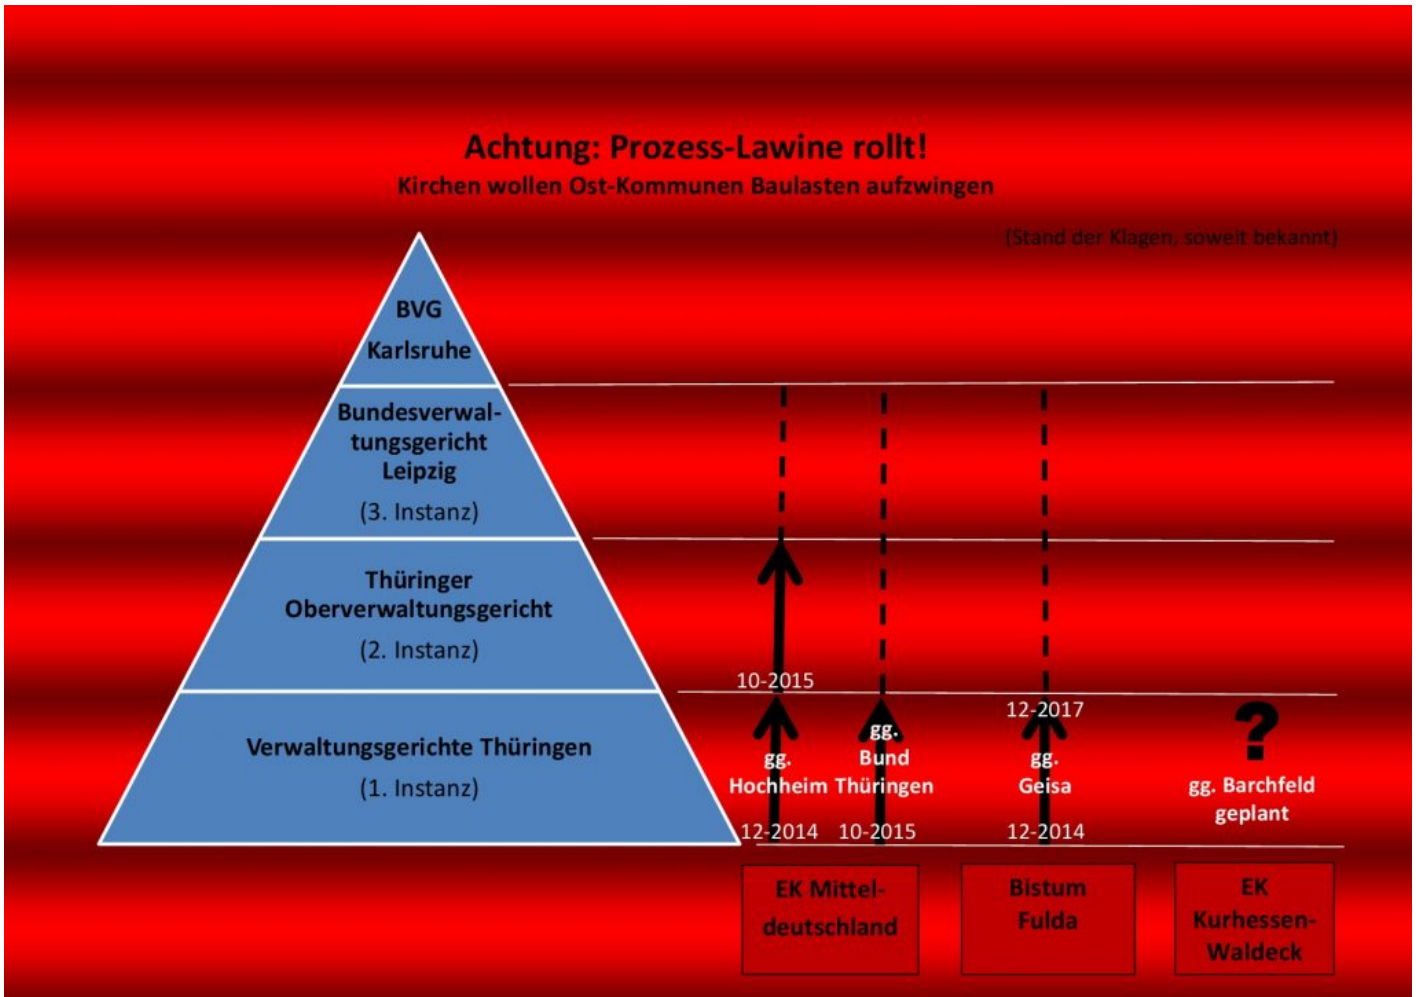 Achtung: Prozess-Lawine rollt!
Kirchen wollen Ost-Kommunen Baulasten aufzwingen
(Stand der Klagen, soweit bekannt)
BVG
Karlsruhe
Bundesverwal-
tungsgericht
Leipzig
(3. Instanz)
Thüringer
Oberverwaltungsgericht
(2. Instanz)
Verwaltungsgerichte Thüringen
(1. Instanz)
10-2015
gg.
Hochheim
12-2014
gg.
Bund
Thüringen
10-2015
12-2017
gg.
Geisa
12-2014
?
gg. Barchfeld
geplant
EK Mittel-
deutschland
Bistum
Fulda
EK
Kurhessen-
Waldeck